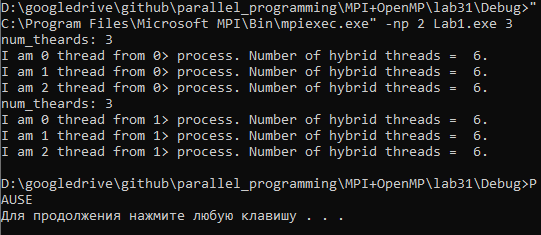 D:\googledrive\github\parallel_programming\MPI+OpenMP\lab31\Debug>"
C:\Program Files\Microsoft MPI\Bin\mpiexec.exe" -np 2 Lab1.exe 3
num_theards: 3
I am 0 thread from 0> process. Number of hybrid threads =  6.
I am 1 thread from 0> process. Number of hybrid threads =  6.
I am 2 thread from 0> process. Number of hybrid threads =  6.
num_theards: 3
I am 0 thread from 1> process. Number of hybrid threads =  6.
I am 1 thread from 1> process. Number of hybrid threads =  6.
I am 2 thread from 1> process. Number of hybrid threads =  6.
D:\googledrive\github\parallel_programming\MPI+OpenMP\lab31\Debug>P
AUSE
Для продолжения нажмите любую клавишу . . .